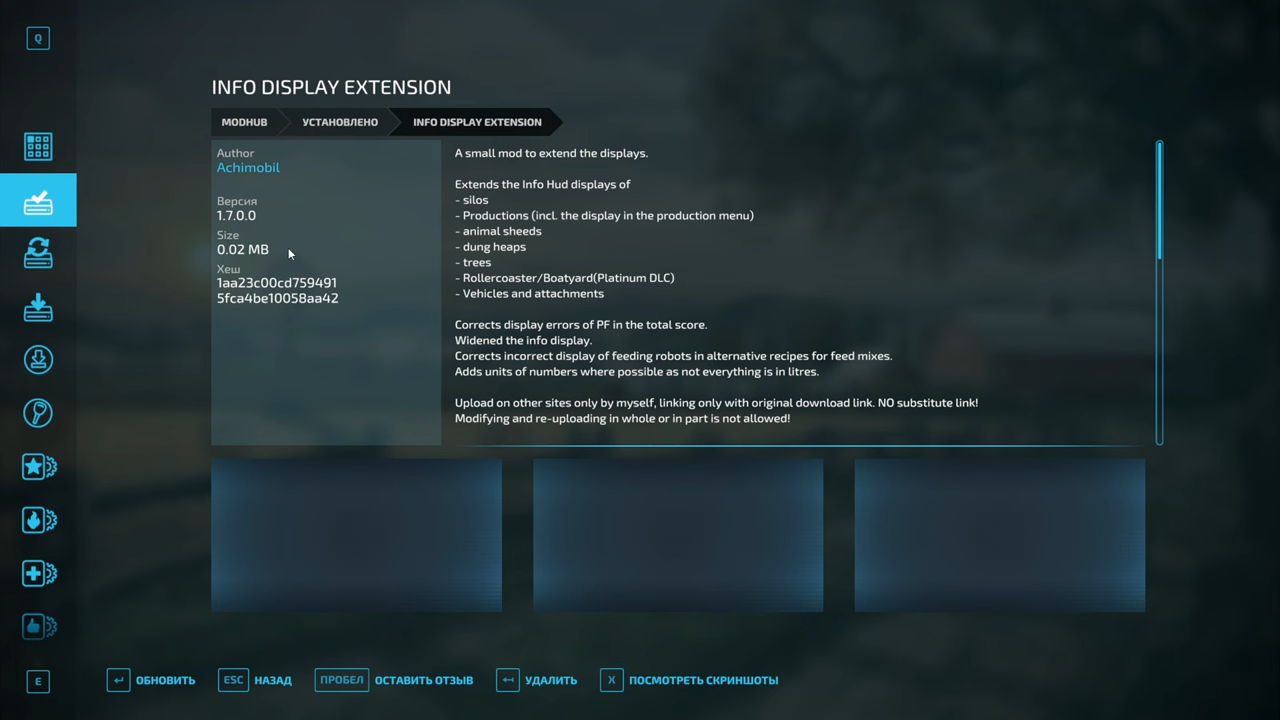 Q
INFO DISPLAY EXTENSION
MODHUB УСТАНОВЛЕНО INFO DISPLAY EXTENSION
Author
Achimobil
Версия
1.7.0.0
Size
0.02 MB
Хеш
1aa23c00cd759491
5fca4be10058aa42
A small mod to extend the displays.
Extends the Info Hud displays of
- silos
- Productions (incl. the display in the production menu)
- animal sheeds
- dung heaps
- trees
- Rollercoaster/Boatyard(Platinum DLC)
- Vehicles and attachments
Corrects display errors of PF in the total score.
Widened the info display.
Corrects incorrect display of feeding robots in alternative recipes for feed mixes.
Adds units of numbers where possible as not everything is in litres.
Upload on other sites only by myself, linking only with original download link. NO substitute link!
Modifying and re-uploading in whole or in part is not allowed!
E
ОБНОВИТЬ ESC НАЗАД ПРОБЕЛ ОСТАВИТЬ ОТЗЫВ УДАЛИТЬ X ПОСМОТРЕТЬ СКРИНШОТЫ